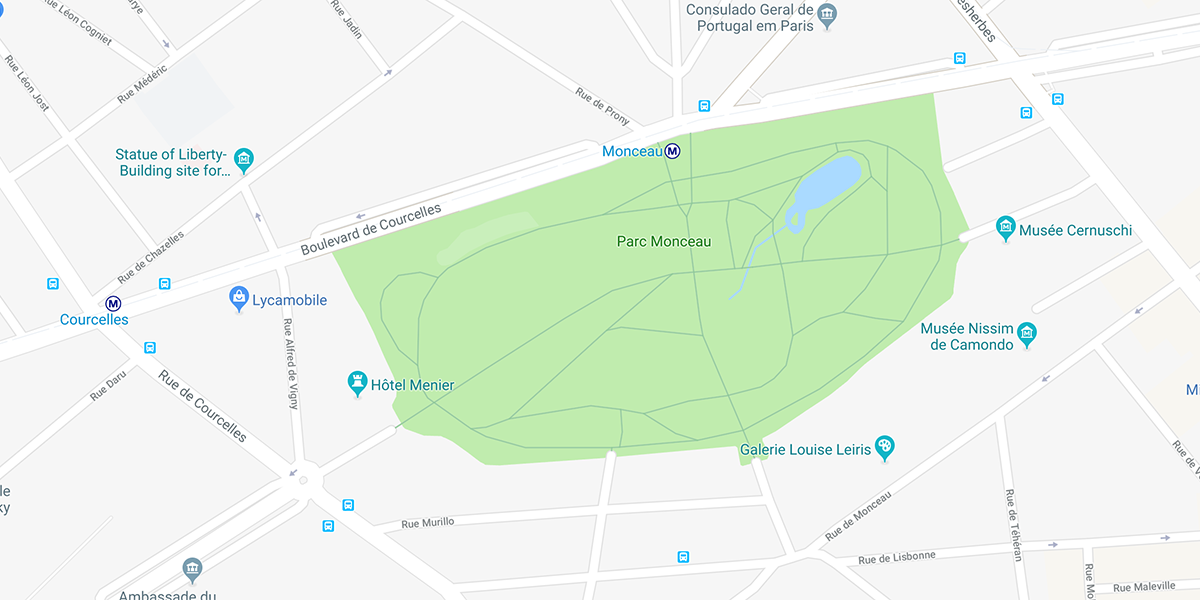 Rue Léon Cogniet
Rue Jadin
Consulado Geral de
Portugal em Paris
Rue Léon Jost
Rue Médéric
Rue de Prony
Statue of Liberty-
Building site for...
Monceau
M
Boulevard de Courcelles
Parc Monceau
Musée Cernuschi
Rue de Chazelles
M
Courcelles
Lycamobile
Rue Alfred de Vigny
Musée Nissim
de Camondo
Rue Daru
Rue de Courcelles
Hôtel Menier
Galerie Louise Leiris
Rue Murillo
Rue de Monceau
Rue de Téhéran
Rue de Lisbonne
Ambassade du
Rue Maleville